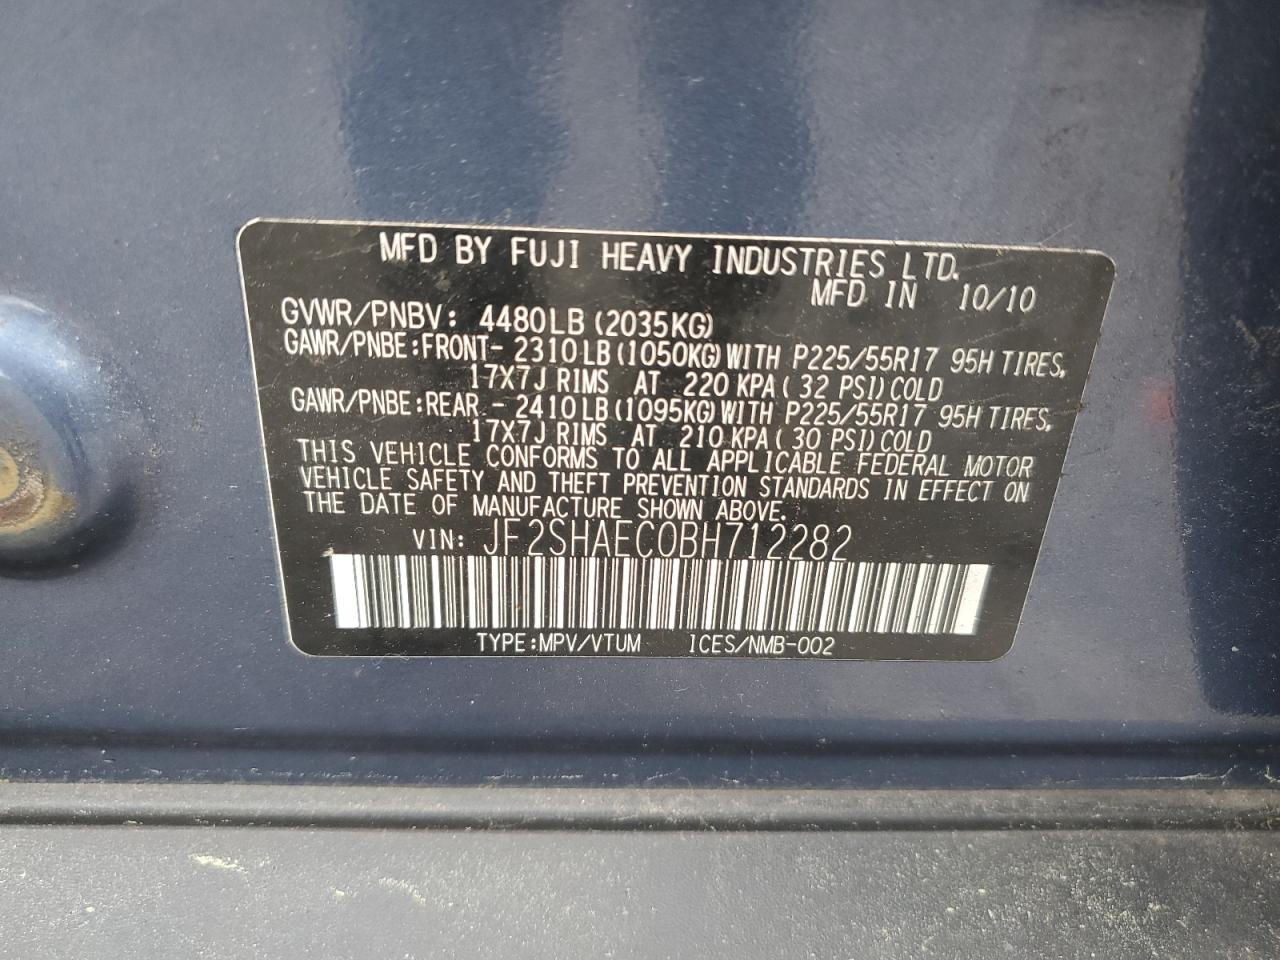 MFD BY FUJI HEAVY INDUSTRIES LTD.
MFD IN 10/10
GVWR/PNBV: 4480LB (2035KG)
GAWR/PNBE:FRONT- 2310LB(1050KG)WITH P225/55R17 95H TIRES,
17X7J RIMS AT 220 KPA( 32 PSI)COLD
GAWR/PNBE:REAR - 2410LB(1095KG)WITH P225/55R17 95H TIRES,
17X7J RIMS AT 210 KPA( 30 PSI)COLD
THIS VEHICLE CONFORMS TO ALL APPLICABLE FEDERAL MOTOR
VEHICLE SAFETY AND THEFT PREVENTION STANDARDS IN EFFECT ON
THE DATE OF MANUFACTURE SHOWN ABOVE.
VIN: JF2SHAEC0BH712282
TYPE:MPV/VTUM ICES/NMB-002